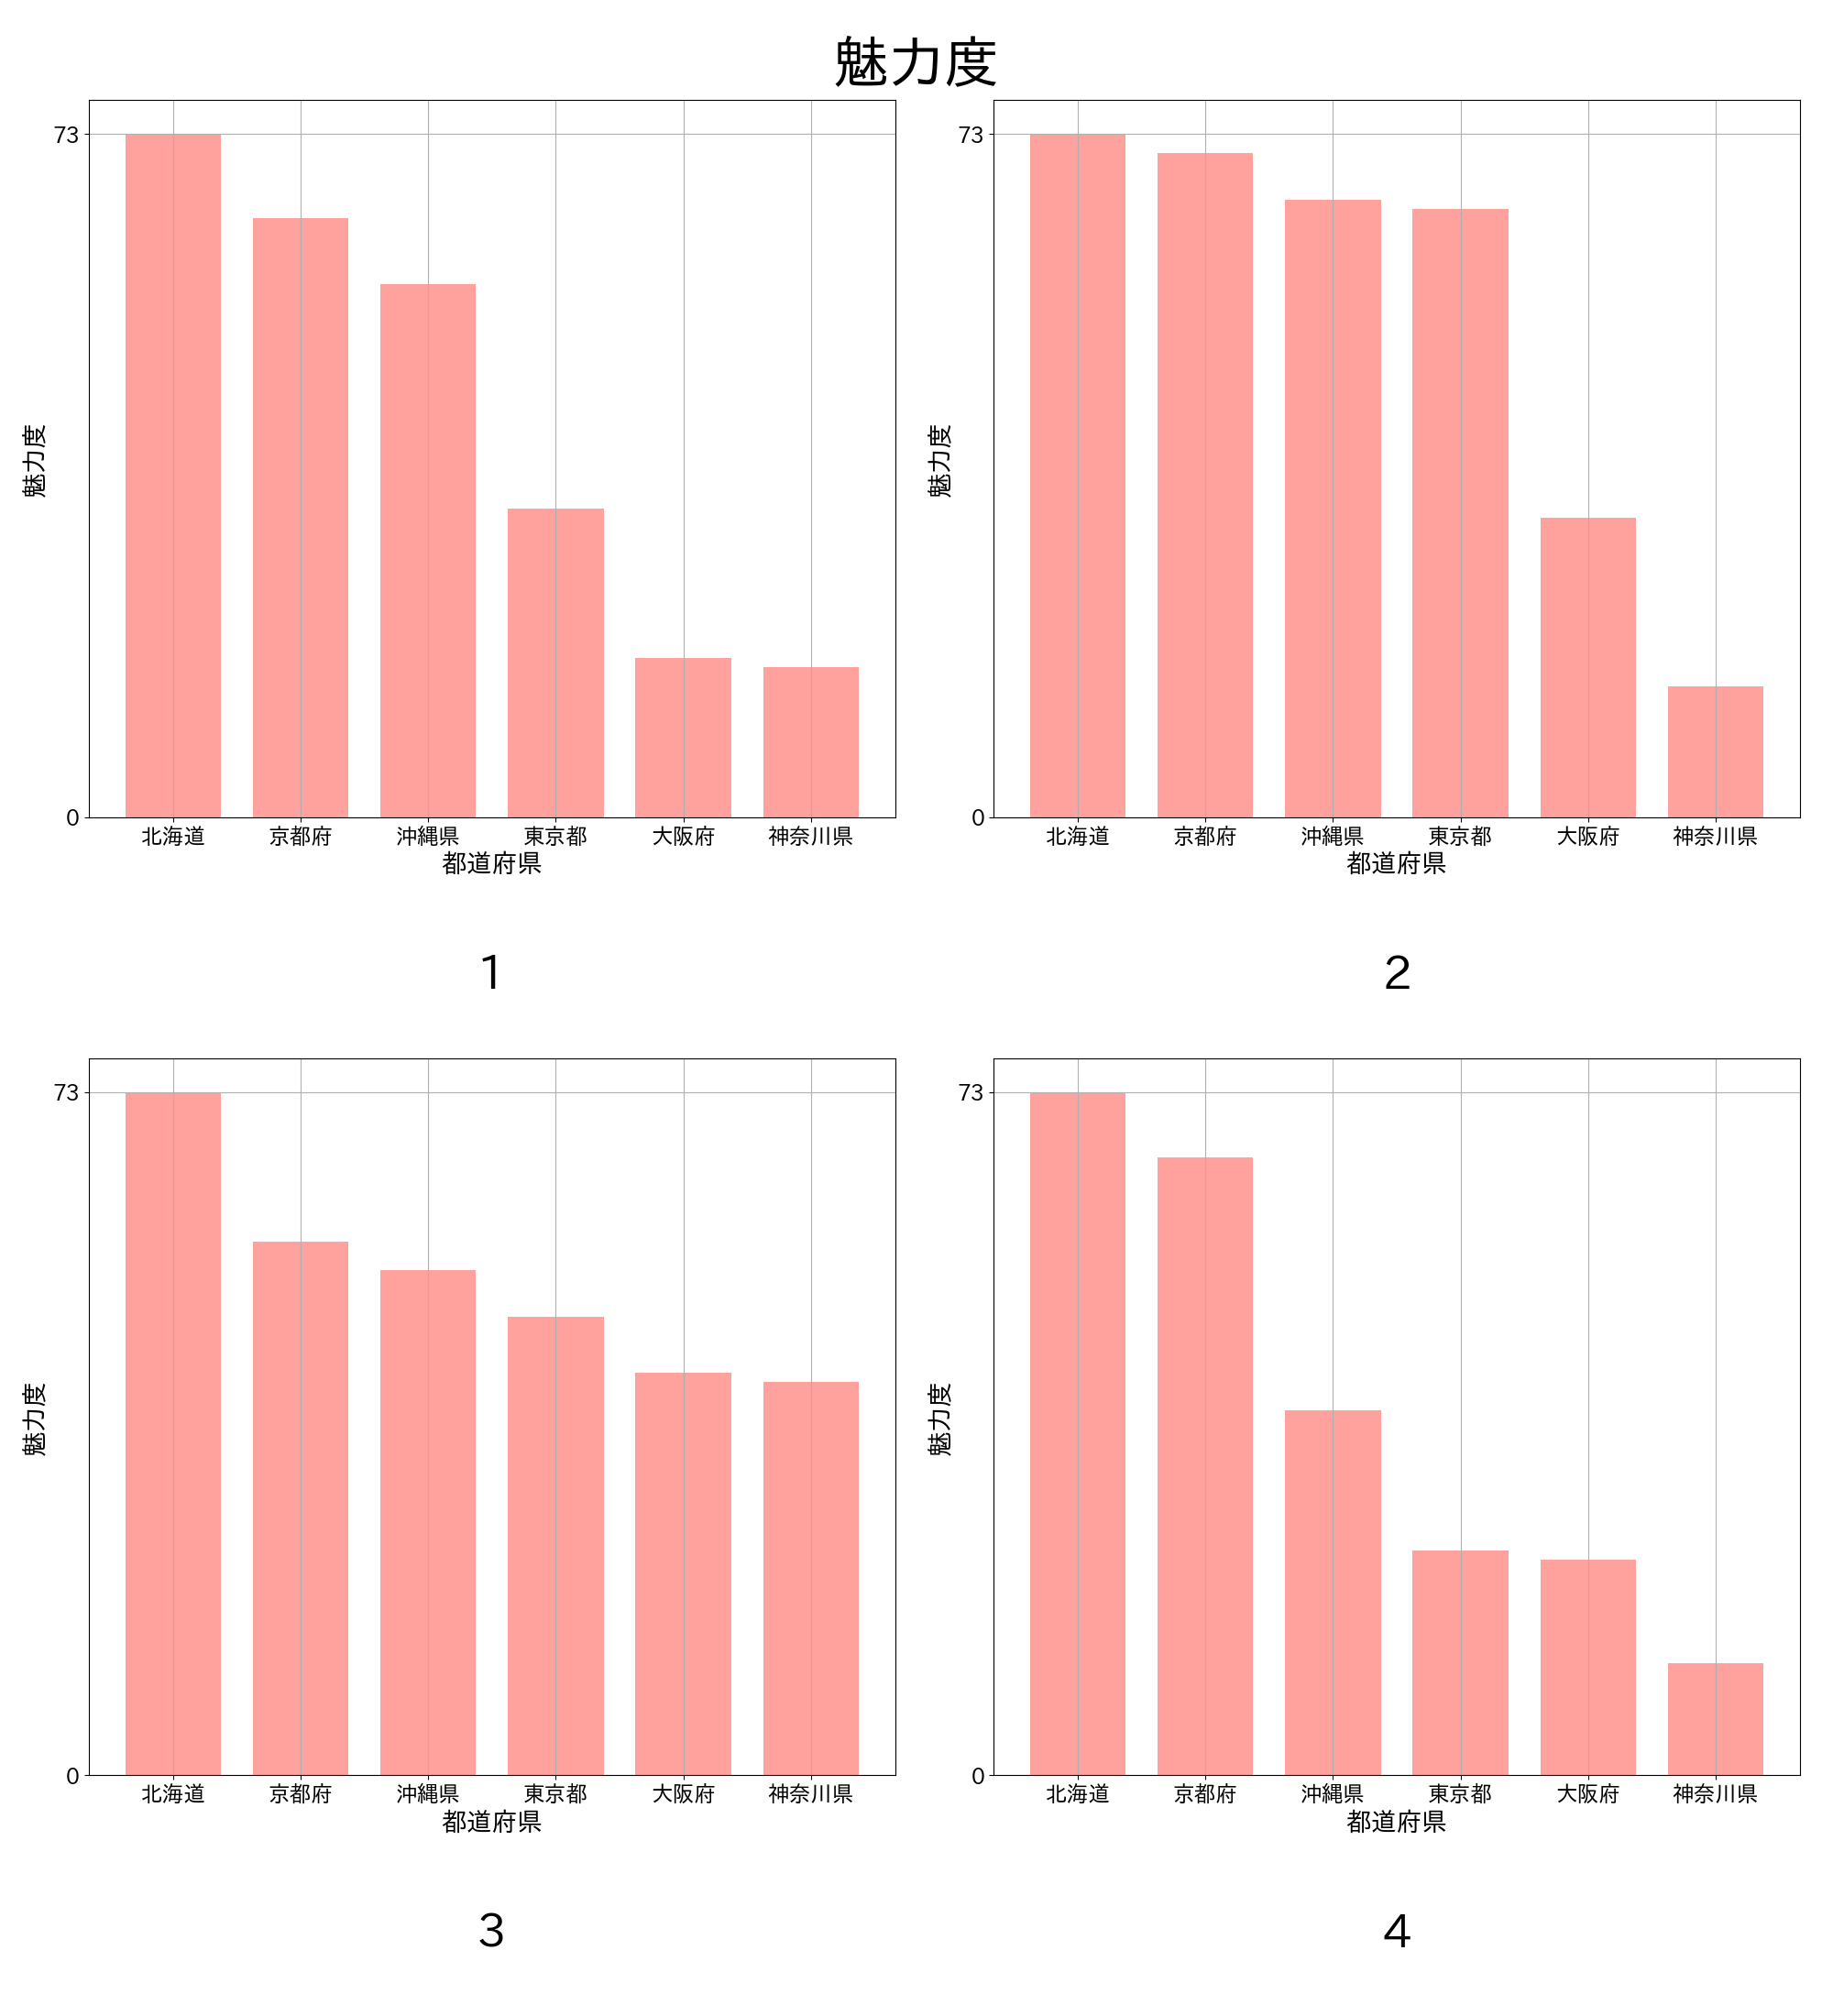 魅力度
73
0
魅力度
北海道 京都府 沖縄県 東京都 大阪府 神奈川県
都道府県
1
73
0
魅力度
北海道 京都府 沖縄県 東京都 大阪府 神奈川県
都道府県
2
73
0
魅力度
北海道 京都府 沖縄県 東京都 大阪府 神奈川県
都道府県
3
73
0
魅力度
北海道 京都府 沖縄県 東京都 大阪府 神奈川県
都道府県
4